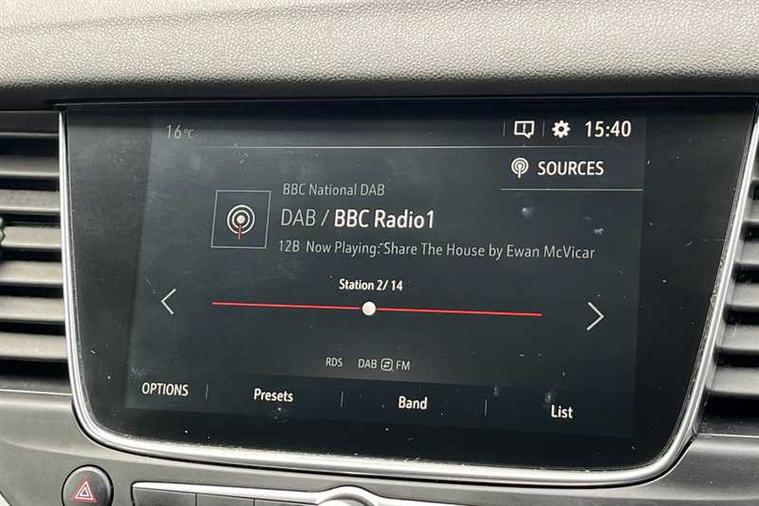 16°C
15:40
SOURCES
BBC National DAB
DAB / BBC Radio1
12B Now Playing: Share The House by Ewan McVicar
Station 2/14
RDS DAB FM
OPTIONS Presets Band List